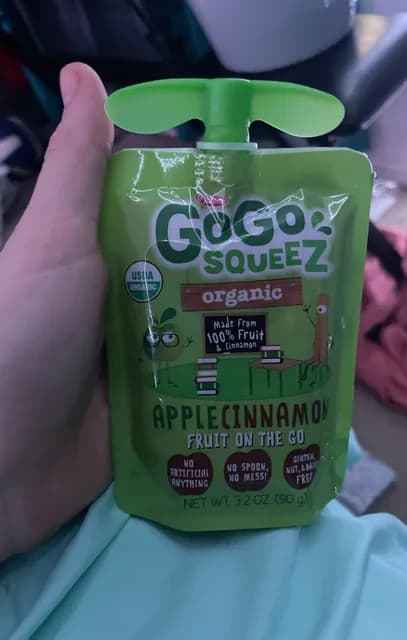 GoGo
SQUEEZ
USDA
ORGANIC
organic
Made From
100% Fruit
& Cinnamon
APPLECINNAMON
FRUIT ON THE GO
NO
ARTIFICIAL
ANYTHING
NO SPOON,
NO MESS!
GLUTEN,
NUT, &
FREE
NET WT. 3.2 OZ. (90 g)